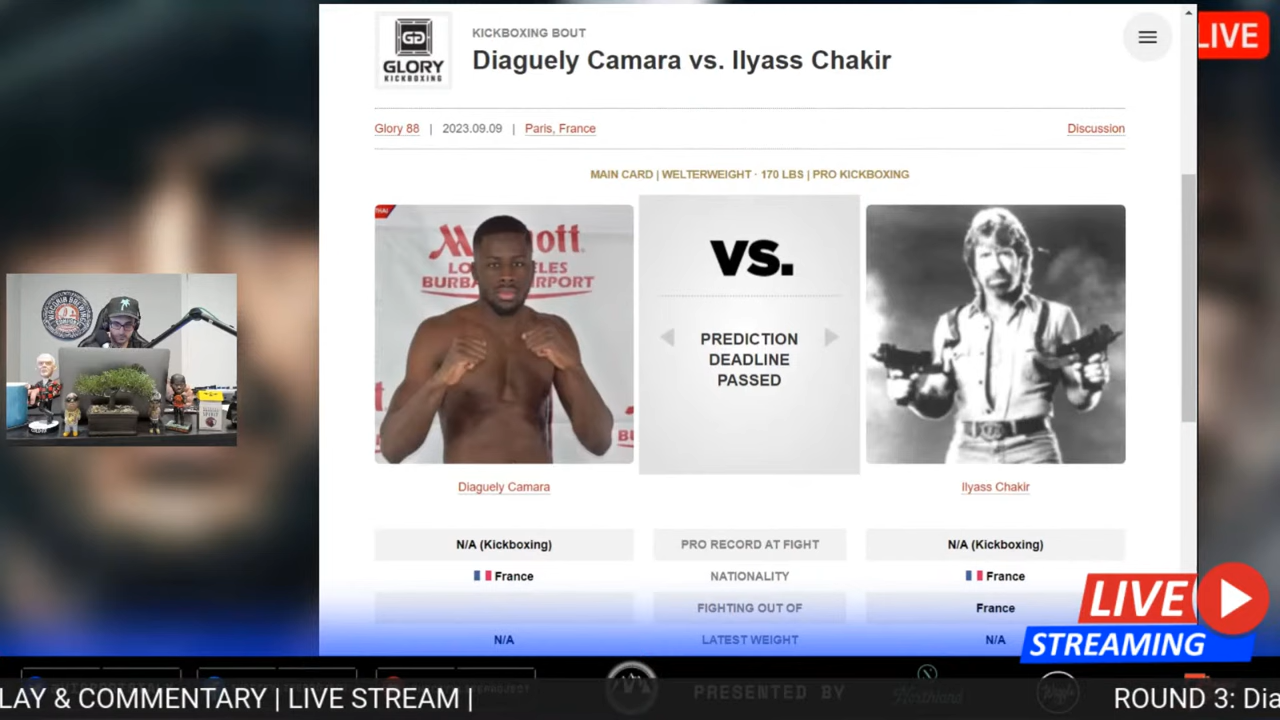 GLORY
KICKBOXING
KICKBOXING BOUT
Diaguely Camara vs. Ilyass Chakir
LIVE
Glory 88 | 2023.09.09 | Paris, France
Discussion
MAIN CARD | WELTERWEIGHT · 170 LBS | PRO KICKBOXING
VS.
PREDICTION
DEADLINE
PASSED
Diaguely Camara
Ilyass Chakir
N/A (Kickboxing) PRO RECORD AT FIGHT N/A (Kickboxing)
France NATIONALITY France
FIGHTING OUT OF France
N/A LATEST WEIGHT N/A
LIVE
STREAMING
PRESENTED BY
LAY & COMMENTARY | LIVE STREAM |
ROUND 3: Dia